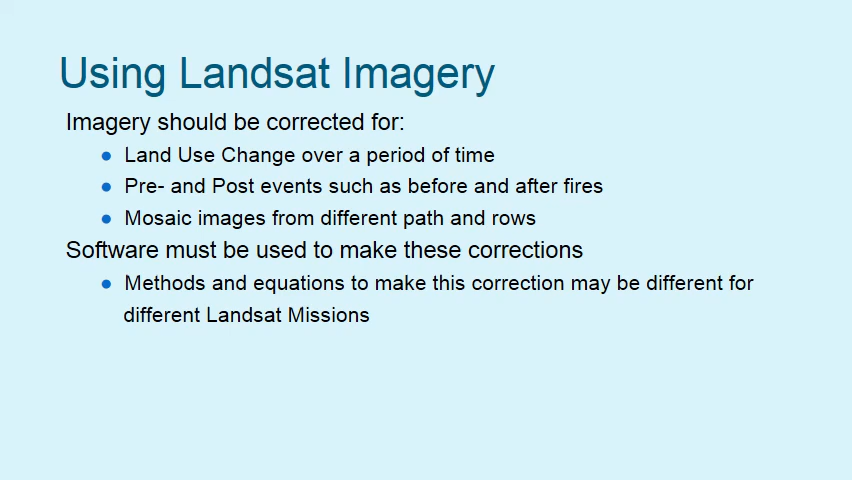 Using Landsat Imagery
Imagery should be corrected for:
● Land Use Change over a period of time
● Pre- and Post events such as before and after fires
● Mosaic images from different path and rows
Software must be used to make these corrections
● Methods and equations to make this correction may be different for
different Landsat Missions